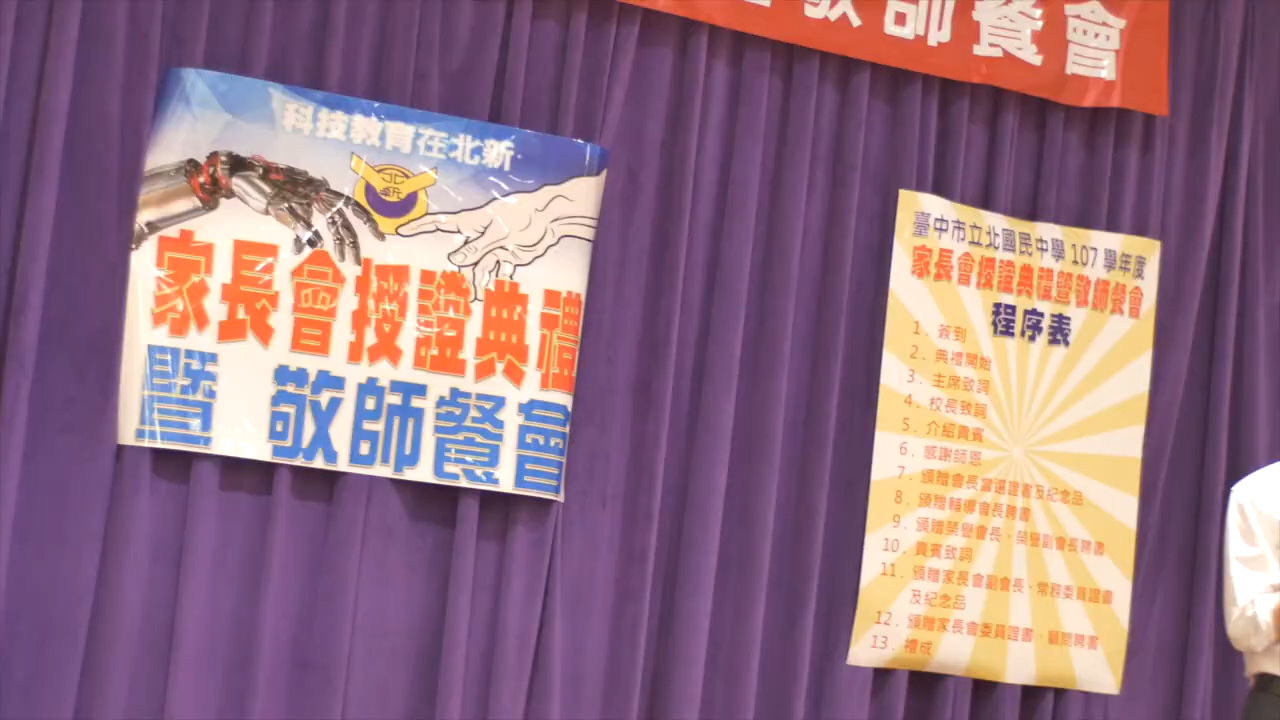 敬師餐會
科技教育在北新
北新
家長會授證典禮
暨 敬師餐會
臺中市立北國民中學 107 學年度
家長會授證典禮暨敬師餐會
程序表
1. 簽到
2. 典禮開始
3. 主席致詞
4. 校長致詞
5. 介紹貴賓
6. 感謝師恩
7. 頒贈會長當選證書及紀念品
8. 頒贈輔導會長聘書
9. 頒贈榮譽會長、榮譽副會長聘書
10. 貴賓致詞
11. 頒贈家長會副會長、常務委員證書
及紀念品
12. 頒贈家長會委員證書、顧問聘書
13. 禮成